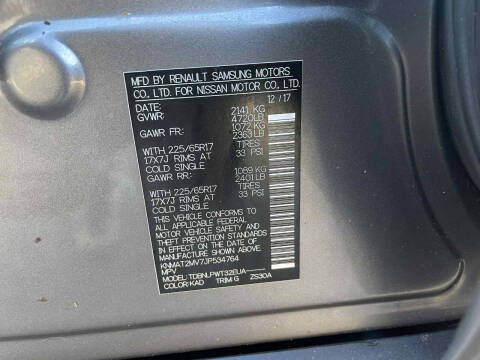 MFD BY RENAULT SAMSUNG MOTORS
CO., LTD. FOR NISSAN MOTOR CO., LTD.
DATE: 12/17
GVWR: 2141 KG
4720LB
GAWR FR: 1072 KG
2363LB
WITH 225/65R17 TIRES
17X7J RIMS AT 33 PSI
COLD SINGLE
GAWR RR: 1089 KG
2401LB
WITH 225/65R17 TIRES
17X7J RIMS AT 33 PSI
COLD SINGLE
THIS VEHICLE CONFORMS TO
ALL APPLICABLE FEDERAL
MOTOR VEHICLE SAFETY AND
THEFT PREVENTION STANDARDS
IN EFFECT ON THE DATE OF
MANUFACTURE SHOWN ABOVE.
KNMAT2MV7JP534764
MPV
MODEL: TDBNLPWT32EUA
COLOR: KAD TRIM: G ZS30A